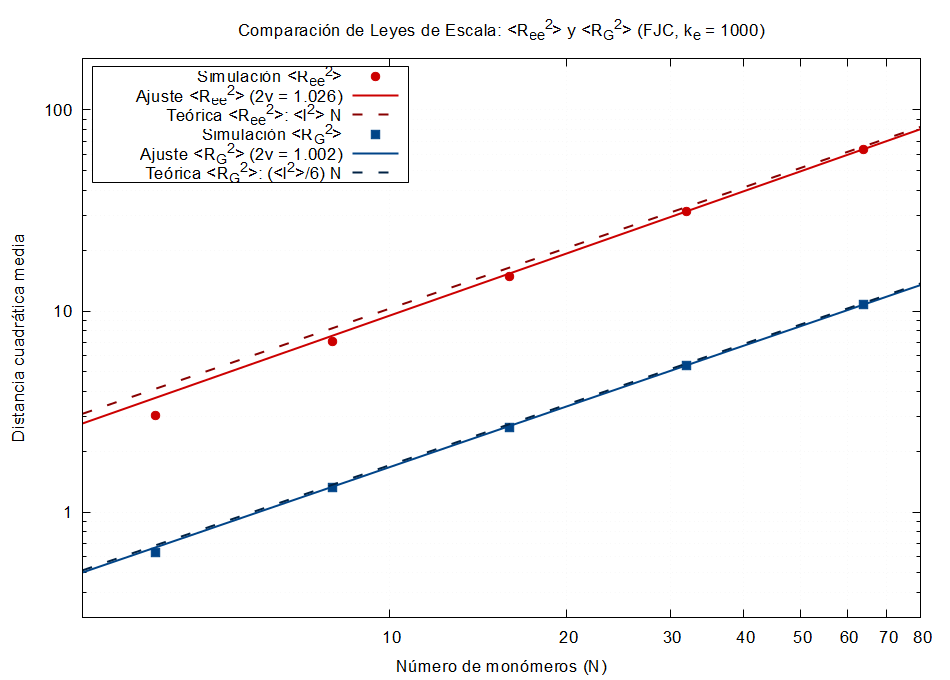 Comparación de Leyes de Escala: <Ree²> y <RG²> (FJC, ke = 1000)
Simulación <Ree²>
Ajuste <Ree²> (2v = 1.026)
Teórica <Ree²>: <l²> N
Simulación <RG²>
Ajuste <RG²> (2v = 1.002)
Teórica <RG²>: (<l²>/6) N
100
10
1
Distancia cuadrática media
10 20 30 40 50 60 70 80
Número de monómeros (N)